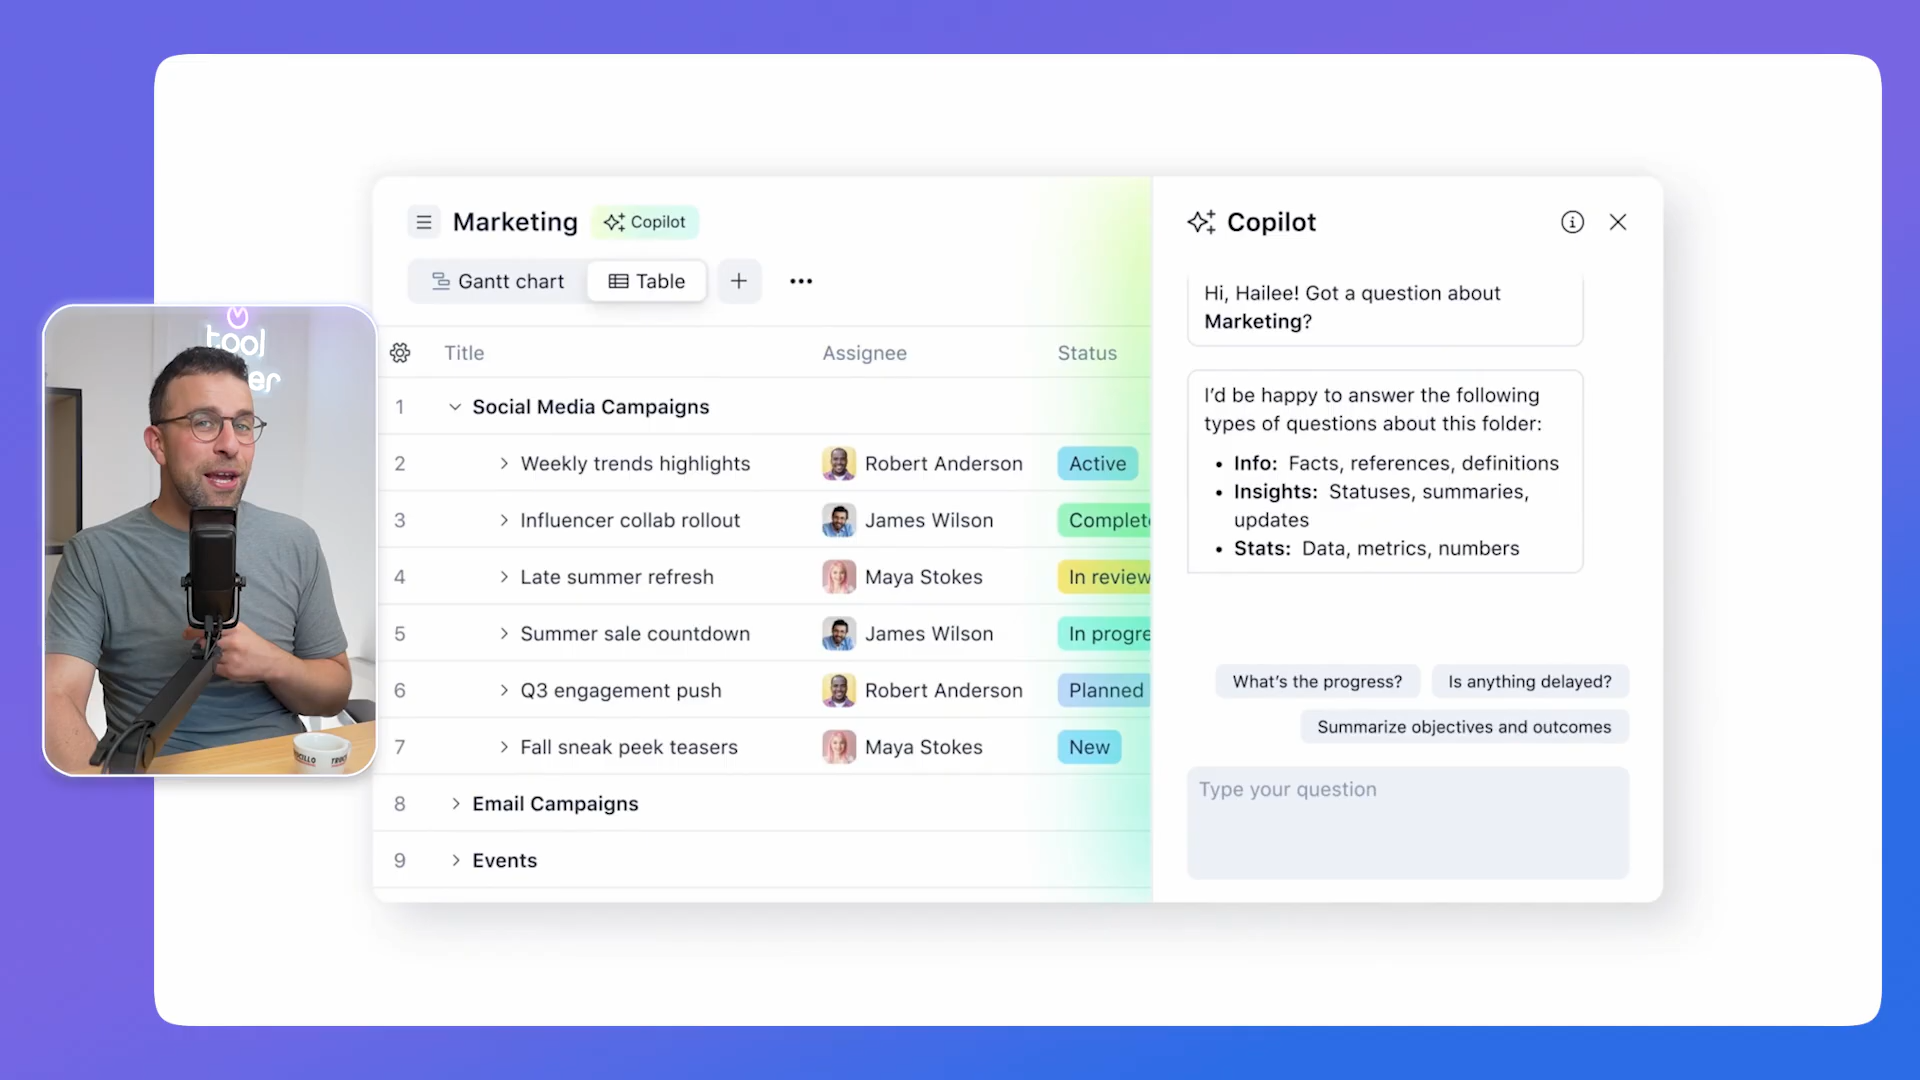 Marketing
Copilot
Gantt chart
Table
Title
Assignee
Status
1
Social Media Campaigns
2
Weekly trends highlights
Robert Anderson
Active
3
Influencer collab rollout
James Wilson
Complete
4
Late summer refresh
Maya Stokes
In review
5
Summer sale countdown
James Wilson
In progre
6
Q3 engagement push
Robert Anderson
Planned
7
Fall sneak peek teasers
Maya Stokes
New
8
Email Campaigns
9
Events
Copilot
Hi, Hailee! Got a question about
Marketing?
I'd be happy to answer the following
types of questions about this folder:
• Info: Facts, references, definitions
• Insights: Statuses, summaries,
updates
• Stats: Data, metrics, numbers
What's the progress?
Is anything delayed?
Summarize objectives and outcomes
Type your question
tool